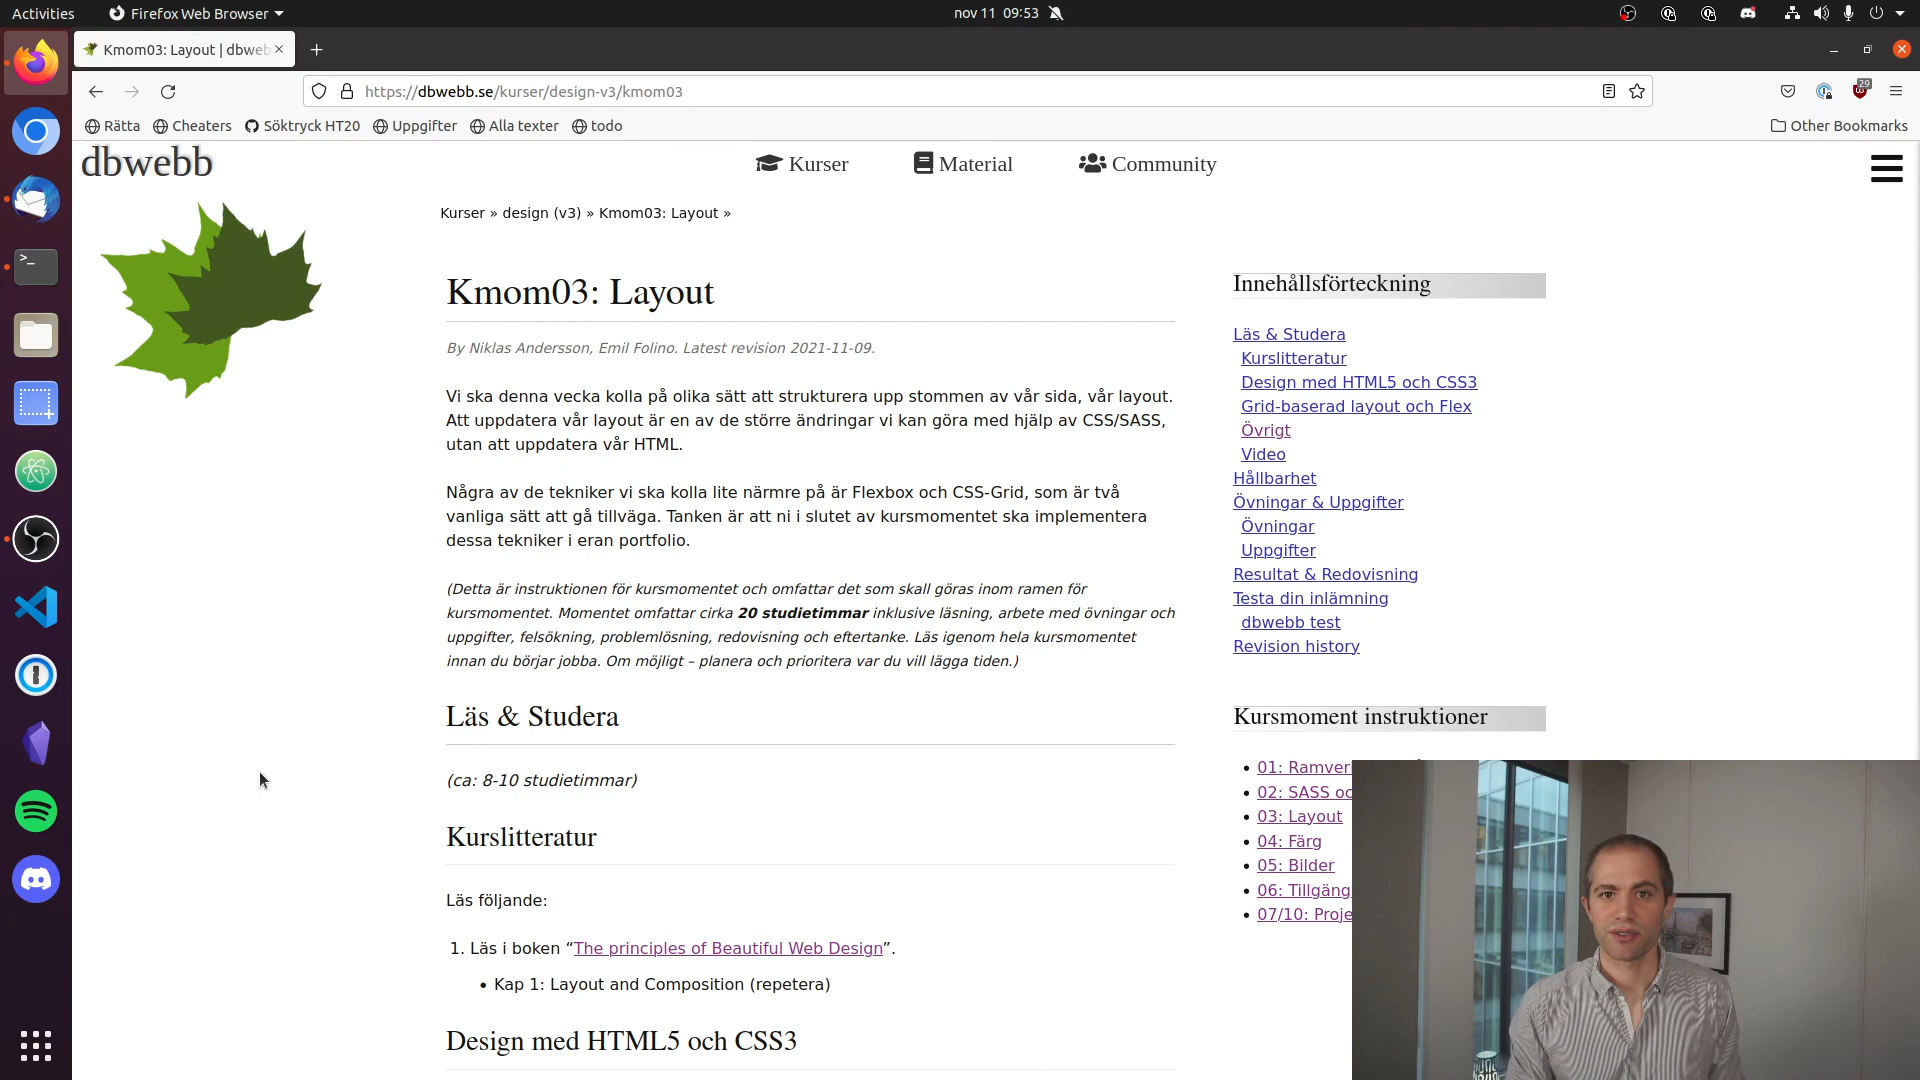 Activities
Firefox Web Browser
nov 11 09:53
Kmom03: Layout | dbweb
https://dbwebb.se/kurser/design-v3/kmom03
29
Rätta
Cheaters
Söktryck HT20
Uppgifter
Alla texter
todo
Other Bookmarks
dbwebb
Kurser
Material
Community
Kurser » design (v3) » Kmom03: Layout »
Kmom03: Layout
By Niklas Andersson, Emil Folino. Latest revision 2021-11-09.
Vi ska denna vecka kolla på olika sätt att strukturera upp stommen av vår sida, vår layout.
Att uppdatera vår layout är en av de större ändringar vi kan göra med hjälp av CSS/SASS,
utan att uppdatera vår HTML.
Några av de tekniker vi ska kolla lite närmre på är Flexbox och CSS-Grid, som är två
vanliga sätt att gå tillväga. Tanken är att ni i slutet av kursmomentet ska implementera
dessa tekniker i eran portfolio.
(Detta är instruktionen för kursmomentet och omfattar det som skall göras inom ramen för
kursmomentet. Momentet omfattar cirka 20 studietimmar inklusive läsning, arbete med övningar och
uppgifter, felsökning, problemlösning, redovisning och eftertanke. Läs igenom hela kursmomentet
innan du börjar jobba. Om möjligt – planera och prioritera var du vill lägga tiden.)
Läs & Studera
(ca: 8-10 studietimmar)
Kurslitteratur
Läs följande:
1. Läs i boken “The principles of Beautiful Web Design”.
• Kap 1: Layout and Composition (repetera)
Design med HTML5 och CSS3
Innehållsförteckning
Läs & Studera
Kurslitteratur
Design med HTML5 och CSS3
Grid-baserad layout och Flex
Övrigt
Video
Hållbarhet
Övningar & Uppgifter
Övningar
Uppgifter
Resultat & Redovisning
Testa din inlämning
dbwebb test
Revision history
Kursmoment instruktioner
• 01: Ramver
• 02: SASS oc
• 03: Layout
• 04: Färg
• 05: Bilder
• 06: Tillgäng
• 07/10: Proje